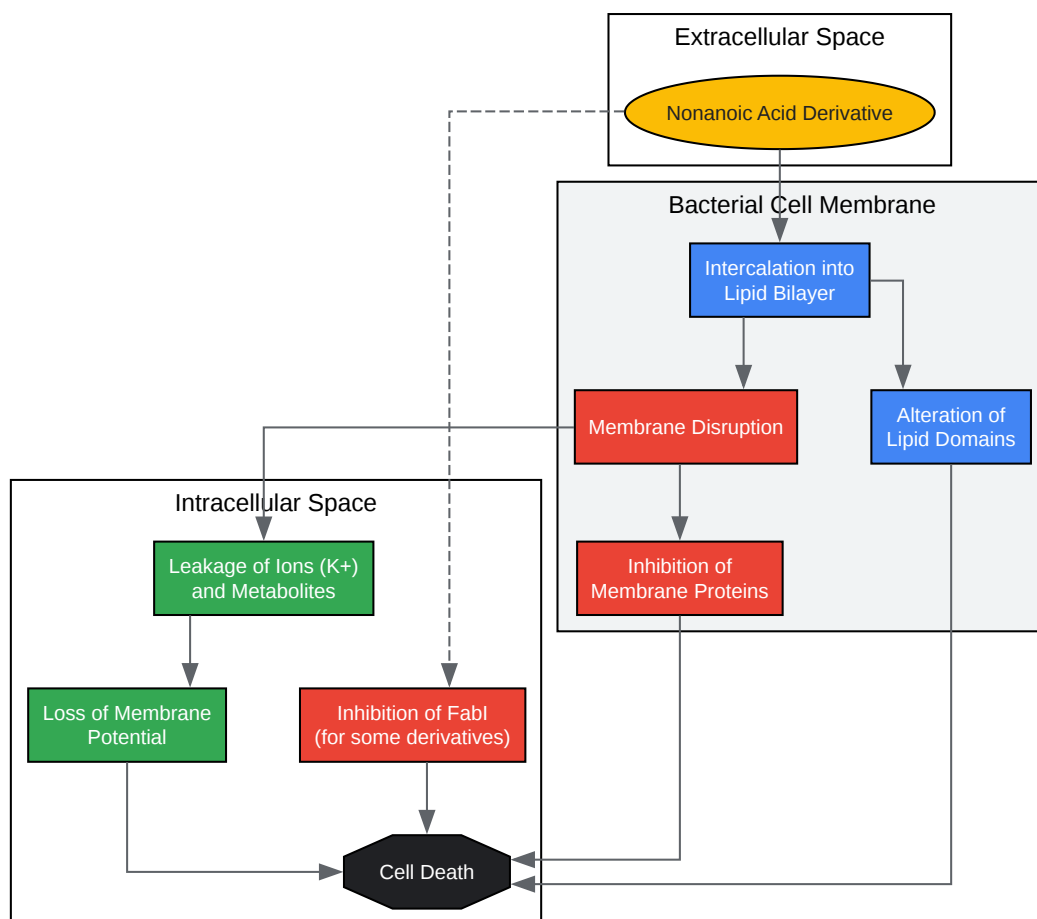 Extracellular Space
Nonanoic Acid Derivative
Bacterial Cell Membrane
Intercalation into
Lipid Bilayer
Membrane Disruption
Alteration of
Lipid Domains
Intracellular Space
Leakage of Ions (K+)
and Metabolites
Inhibition of
Membrane Proteins
Loss of Membrane
Potential
Inhibition of FabI
(for some derivatives)
Cell Death